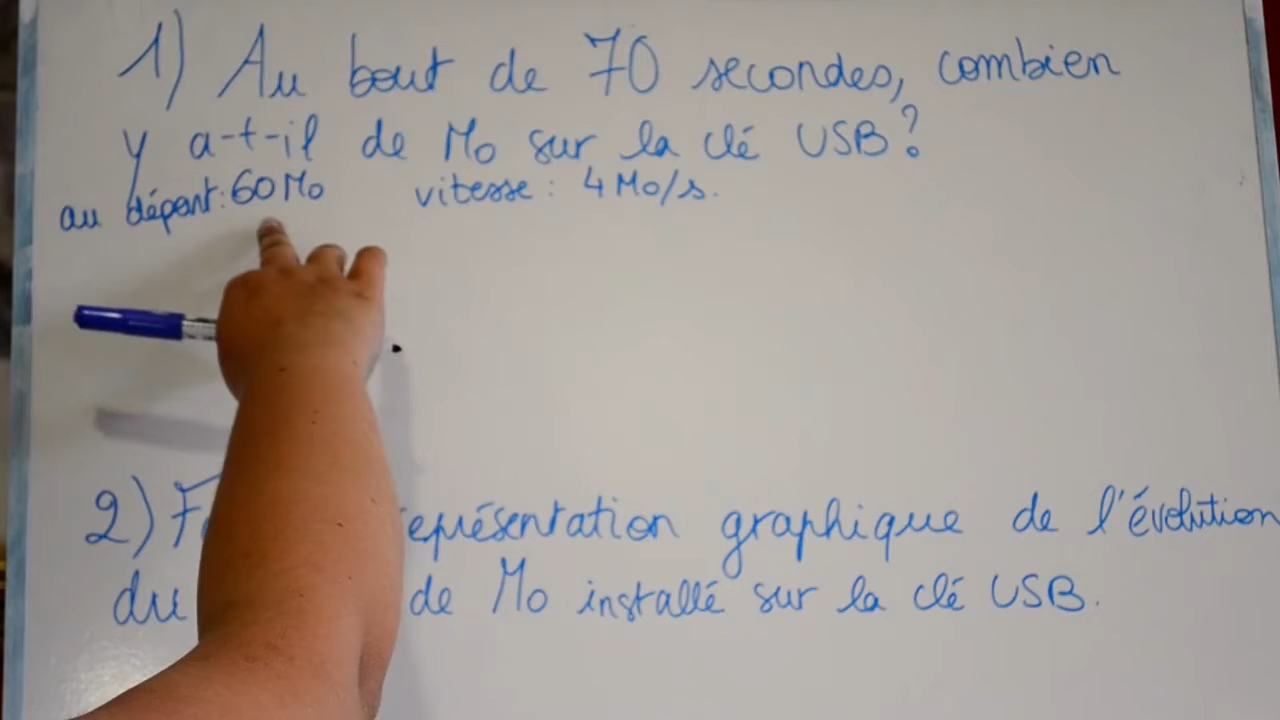 1) Au bout de 70 secondes, combien
y a-t-il de Mo sur la clé USB?
au départ: 60 Mo vitesse : 4 Mo/s.
2) représentation graphique de l'évolution
du de Mo installé sur la clé USB.